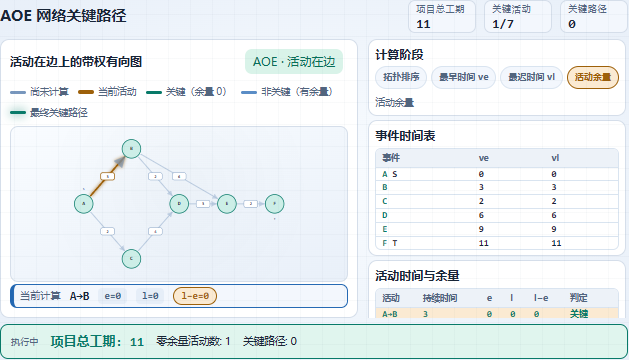 AOE 网络关键路径
项目总工期
11
关键活动
1/7
关键路径
0
活动在边上的带权有向图
AOE · 活动在边
尚未计算 当前活动 关键（余量 0） 非关键（有余量）
最终关键路径
B
A
D
E
F
C
3
2
6
2
当前计算 A→B e=0 l=0 l-e=0
计算阶段
拓扑排序 最早时间 ve 最迟时间 vl 活动余量
活动余量
事件时间表
事件 ve vl
A S 0 0
B 3 3
C 2 2
D 6 6
E 9 9
F T 11 11
活动时间与余量
活动 持续时间 e l l-e 判定
A→B 3 0 0 0 关键
执行中 项目总工期: 11 零余量活动数: 1 关键路径: 0